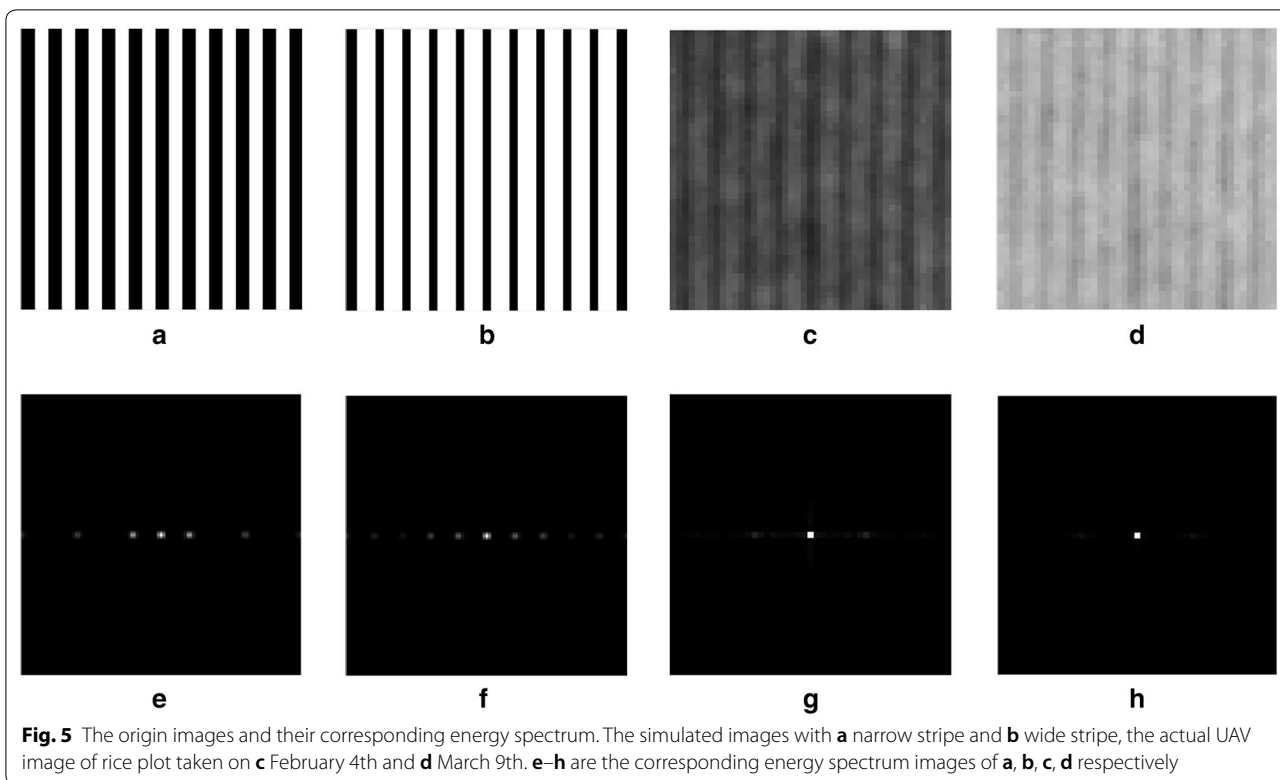 a
b
c
d
e
f
g
h
Fig. 5 The origin images and their corresponding energy spectrum. The simulated images with a narrow stripe and b wide stripe, the actual UAV
image of rice plot taken on c February 4th and d March 9th. e–h are the corresponding energy spectrum images of a, b, c, d respectively